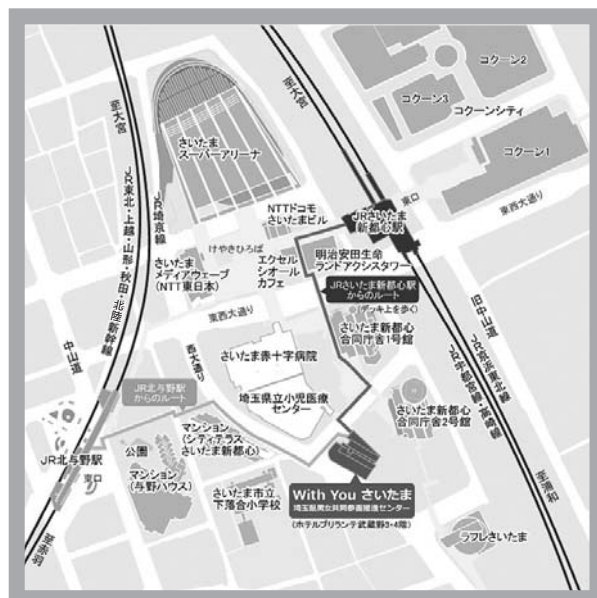 至大宮
JR東北・上越・山形・秋田・北陸新幹線
JR埼京線
さいたま
スーパーアリーナ
至大宮
コクーン2
コクーン3
コクーンシティ
コクーン1
東口
東西大通り
NTTドコモ
さいたまビル
JRさいたま
新都心駅
けやきひろば
エクセル
シオール
カフェ
明治安田生命
ランドアクシスタワー
さいたま
メディアウェーブ
(NTT東日本)
JRさいたま新都心駅
からのルート
(デッキ上を歩く)
東西大通り
中山道
西大通り
さいたま赤十字病院
さいたま新都心
合同庁舎1号館
旧中山道
JR京浜東北線
JR宇都宮線・高崎線
JR北与野駅
からのルート
埼玉県立小児医療
センター
さいたま新都心
合同庁舎2号館
マンション
(シティテラス
さいたま新都心)
公園
JR北与野駅
東口
マンション
(与野ハウス)
さいたま市立
下落合小学校
With You さいたま
埼玉県男女共同参画推進センター
(ホテルブリランテ武蔵野3・4階)
至浦和
ラフレさいたま
至赤羽